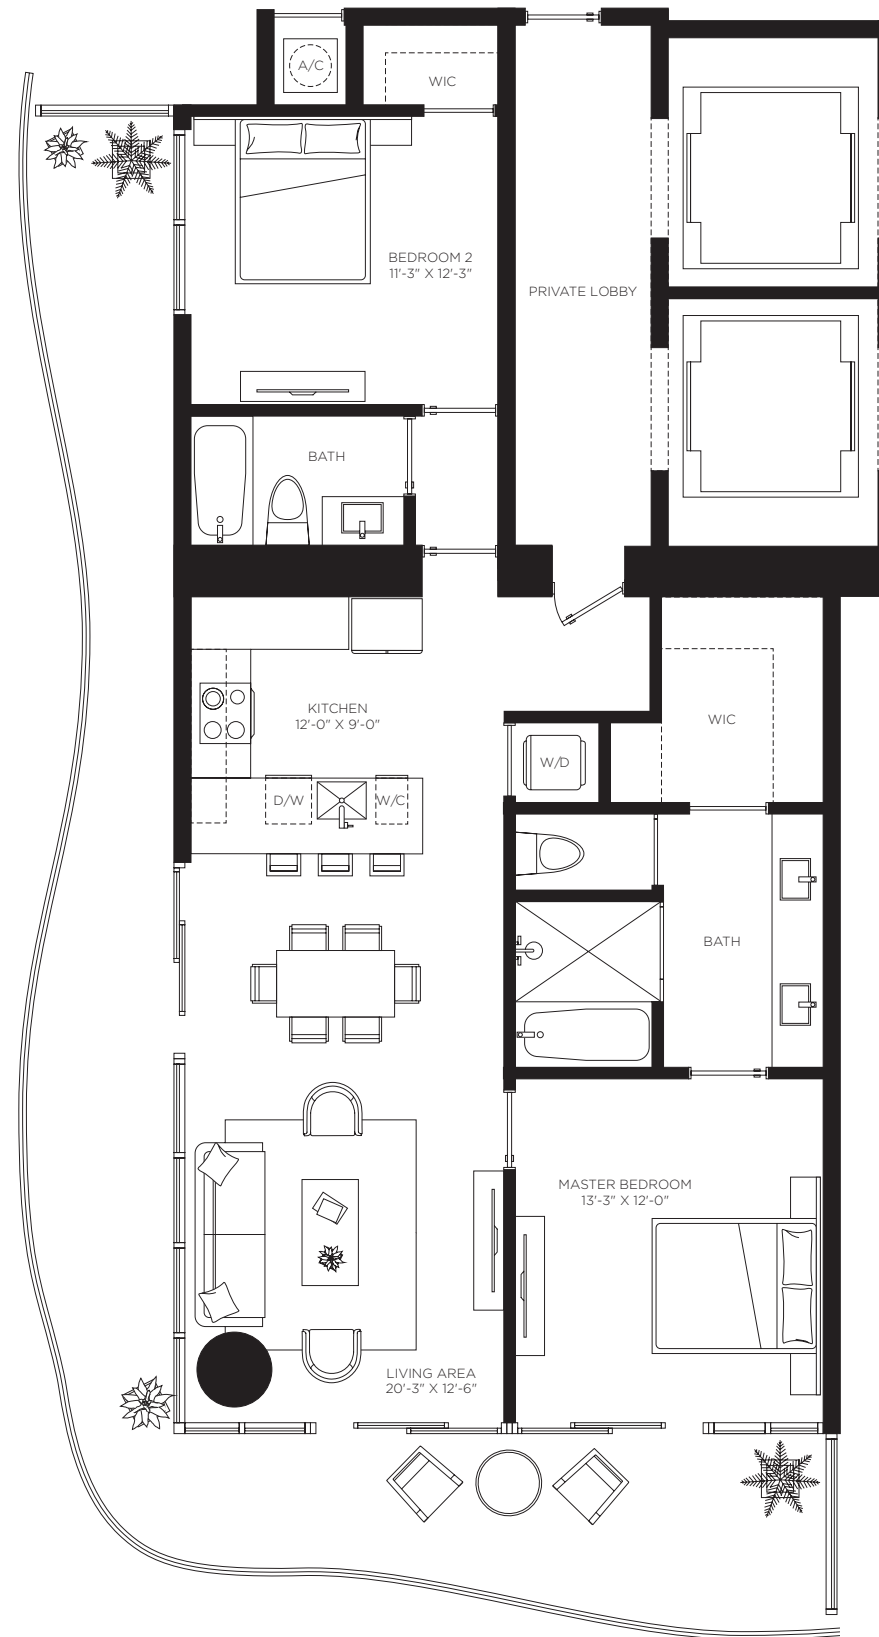 A/C
WIC
BEDROOM 2
11'-3" X 12'-3"
PRIVATE LOBBY
BATH
KITCHEN
12'-0" X 9'-0"
WIC
W/D
D/W
W/C
BATH
MASTER BEDROOM
13'-3" X 12'-0"
LIVING AREA
20'-3" X 12'-6"